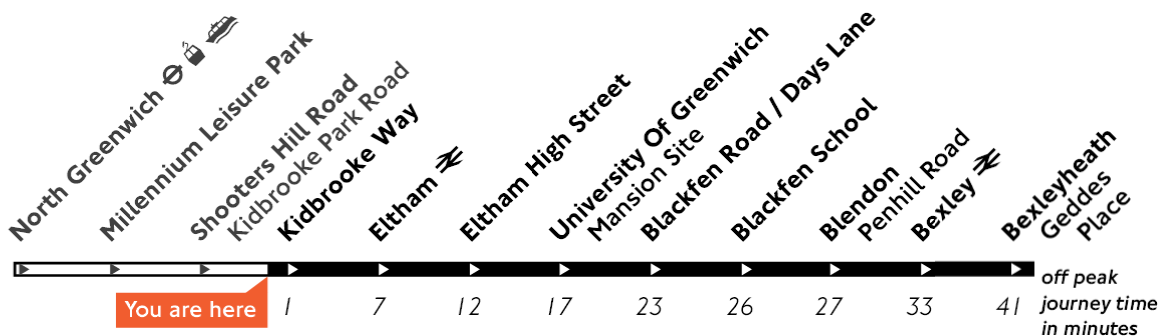 North Greenwich
Millennium Leisure Park
Shooters Hill Road
Kidbrooke Park Road
Kidbrooke Way
Eltham
Eltham High Street
University Of Greenwich
Mansion Site
Blackfen Road / Days Lane
Blackfen School
Blendon
Penhill Road
Bexley
Bexleyheath
Geddes
Place
You are here
1 7 12 17 23 26 27 33 41
off peak
journey time
in minutes